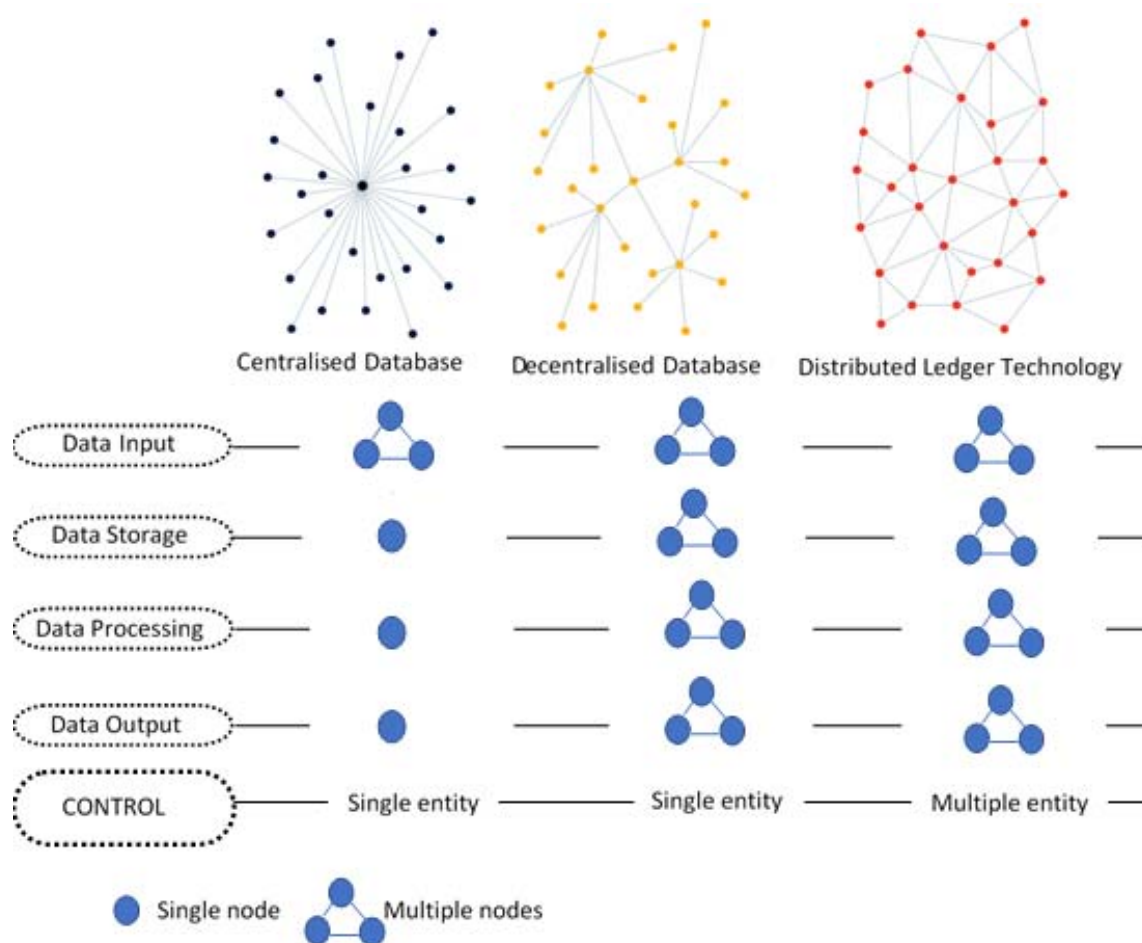 Centralised Database
Decentralised Database
Distributed Ledger Technology
Data Input
Data Storage
Data Processing
Data Output
CONTROL
Single entity
Single entity
Multiple entity
Single node
Multiple nodes